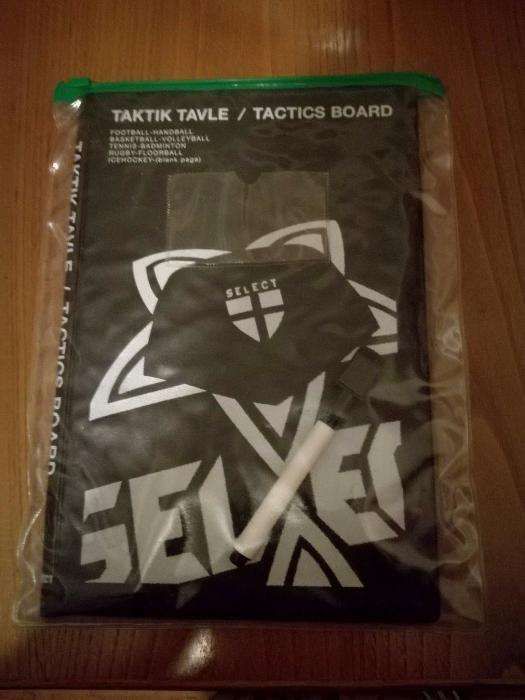 TAKTIK TAVLE / TACTICS BOARD
FOOTBALL-HANDBALL
BASKETBALL-VOLLEYBALL
TENNIS-BADMINTON
RUGBY-FLOORBALL
ICEHOCKEY-(blank page)
SELECT
TAKTIK TAVLE / TACTICS BOARD